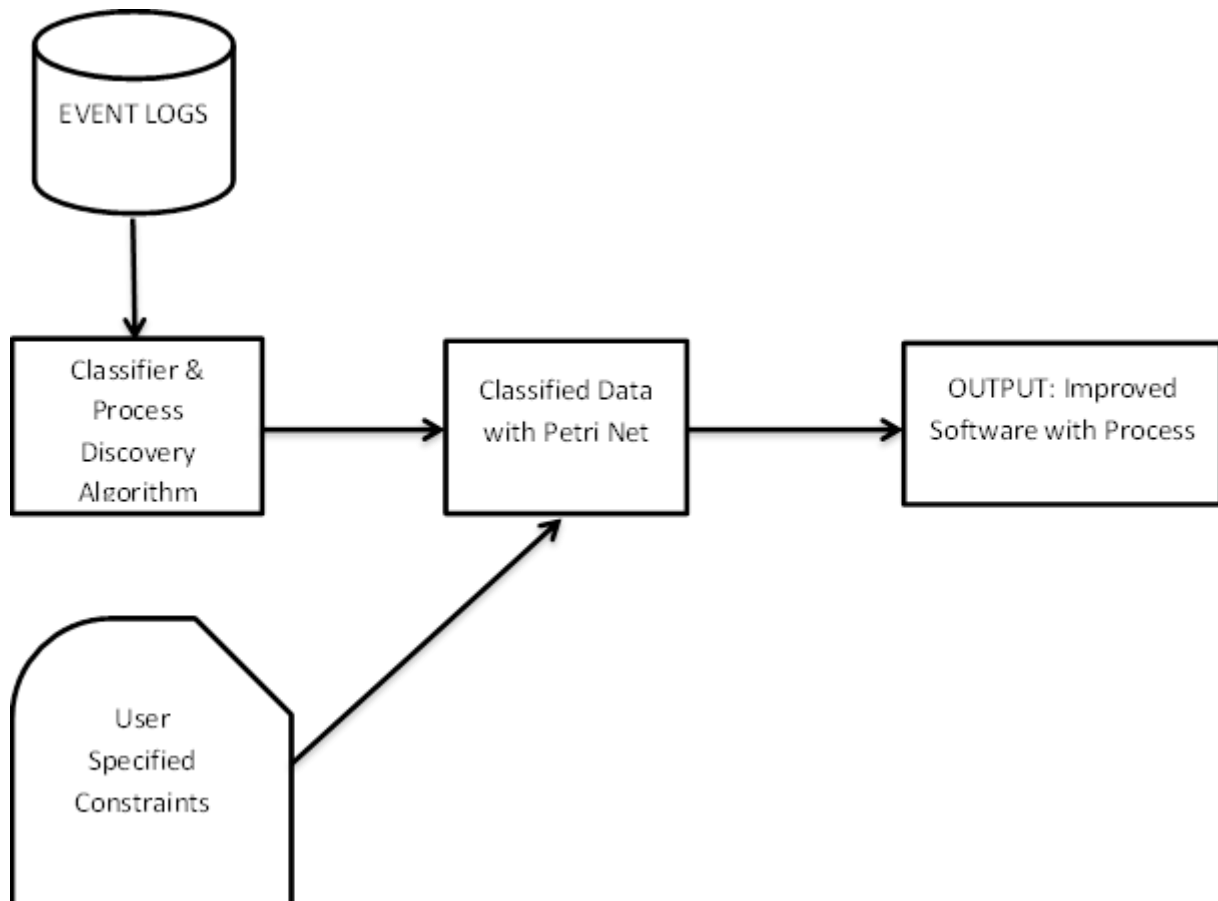 EVENT LOGS
Classifier &
Process
Discovery
Algorithm
Classified Data
with Petri Net
OUTPUT: Improved
Software with Process
User
Specified
Constraints